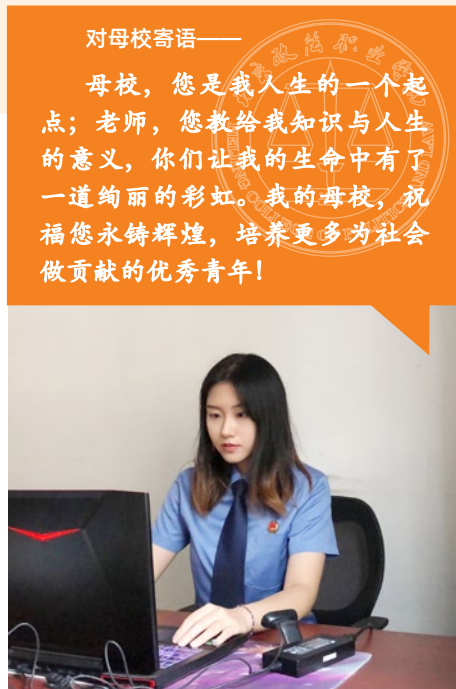 对母校寄语——
母校，您是我人生的一个起
点；老师，您教给我知识与人生
的意义，你们让我的生命中有了
一道绚丽的彩虹。我的母校，祝
福您永铸辉煌，培养更多为社会
做贡献的优秀青年！